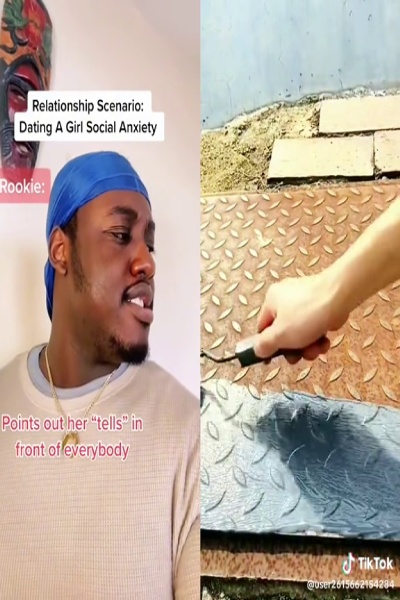 Relationship Scenario:
Dating A Girl Social Anxiety
Rookie:
Points out her “tells” in
front of everybody
TikTok
@user2615662154284